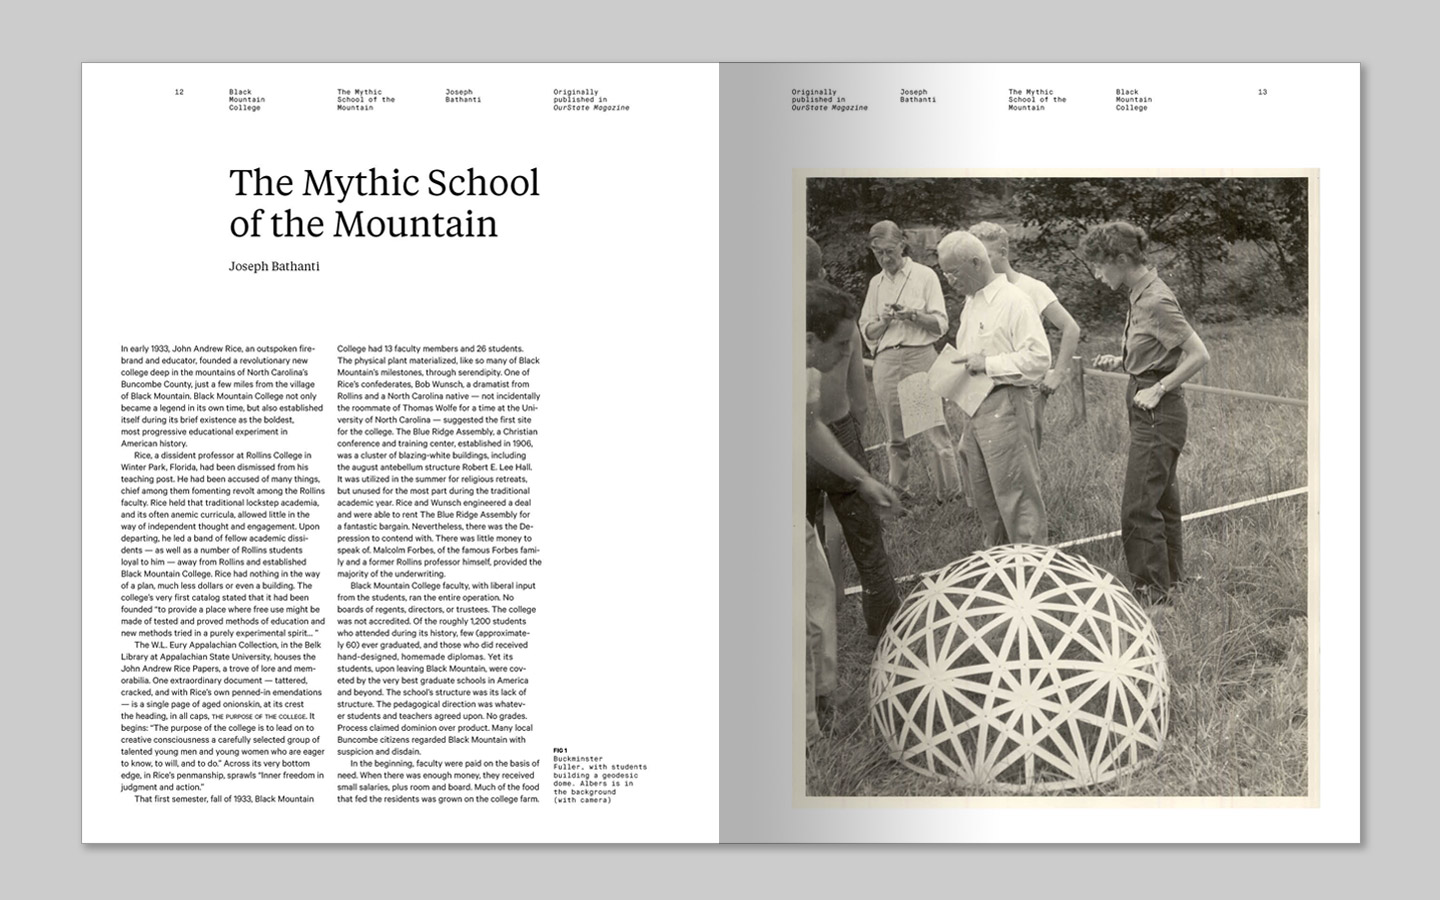 12
Black
Mountain
College
The Mythic
School of the
Mountain
Joseph
Bathanti
Originally
published in
OurState Magazine
The Mythic School
of the Mountain
Joseph Bathanti
In early 1933, John Andrew Rice, an outspoken fire-
brand and educator, founded a revolutionary new
college deep in the mountains of North Carolina's
Buncombe County, just a few miles from the village
of Black Mountain. Black Mountain College not only
became a legend in its own time, but also established
itself during its brief existence as the boldest,
most progressive educational experiment in
American history.
Rice, a dissident professor at Rollins College in
Winter Park, Florida, had been dismissed from his
teaching post. He had been accused of many things,
chief among them fomenting revolt among the Rollins
faculty. Rice held that traditional lockstep academia,
and its often anemic curricula, allowed little in the
way of independent thought and engagement. Upon
departing, he led a band of fellow academic dissi-
dents — as well as a number of Rollins students
loyal to him — away from Rollins and established
Black Mountain College. Rice had nothing in the way
of a plan, much less dollars or even a building. The
college's very first catalog stated that it had been
founded “to provide a place where free use might be
made of tested and proved methods of education and
new methods tried in a purely experimental spirit... ”
The W.L. Eury Appalachian Collection, in the Belk
Library at Appalachian State University, houses the
John Andrew Rice Papers, a trove of lore and mem-
orabilia. One extraordinary document — tattered,
cracked, and with Rice's own penned-in emendations
— is a single page of aged onionskin, at its crest
the heading, in all caps, THE PURPOSE OF THE COLLEGE. It
begins: “The purpose of the college is to lead on to
creative consciousness a carefully selected group of
talented young men and young women who are eager
to know, to will, and to do.” Across its very bottom
edge, in Rice's penmanship, sprawls “Inner freedom in
judgment and action.”
That first semester, fall of 1933, Black Mountain
College had 13 faculty members and 26 students.
The physical plant materialized, like so many of Black
Mountain's milestones, through serendipity. One of
Rice's confederates, Bob Wunsch, a dramatist from
Rollins and a North Carolina native — not incidentally
the roommate of Thomas Wolfe for a time at the Uni-
versity of North Carolina — suggested the first site
for the college. The Blue Ridge Assembly, a Christian
conference and training center, established in 1906,
was a cluster of blazing-white buildings, including
the august antebellum structure Robert E. Lee Hall.
It was utilized in the summer for religious retreats,
but unused for the most part during the traditional
academic year. Rice and Wunsch engineered a deal
and were able to rent The Blue Ridge Assembly for
a fantastic bargain. Nevertheless, there was the De-
pression to contend with. There was little money to
speak of. Malcolm Forbes, of the famous Forbes fami-
ly and a former Rollins professor himself, provided the
majority of the underwriting.
Black Mountain College faculty, with liberal input
from the students, ran the entire operation. No
boards of regents, directors, or trustees. The college
was not accredited. Of the roughly 1,200 students
who attended during its history, few (approximate-
ly 60) ever graduated, and those who did received
hand-designed, homemade diplomas. Yet its
students, upon leaving Black Mountain, were cov-
eted by the very best graduate schools in America
and beyond. The school's structure was its lack of
structure. The pedagogical direction was whatev-
er students and teachers agreed upon. No grades.
Process claimed dominion over product. Many local
Buncombe citizens regarded Black Mountain with
suspicion and disdain.
In the beginning, faculty were paid on the basis of
need. When there was enough money, they received
small salaries, plus room and board. Much of the food
that fed the residents was grown on the college farm.
FIG 1
Buckminster
Fuller, with students
building a geodesic
dome. Albers is in
the background
(with camera)
Originally
published in
OurState Magazine
Joseph
Bathanti
The Mythic
School of the
Mountain
Black
Mountain
College
13